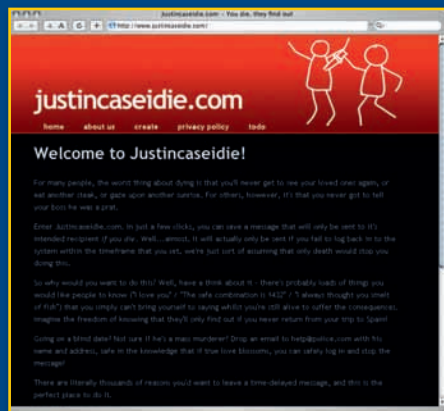 Justincaseidie.com - You die, they find out
http://www.justincaseidie.com/
justincaseidie.com
home about us create privacy policy todo
Welcome to Justincaseidie!
For many people, the worst thing about dying is that you'll never get to see your loved ones again, or
eat another steak, or gaze upon another sunrise. For others, however, it's that you never got to tell
your boss he was a prat.
Enter Justincaseidie.com. In just a few clicks, you can save a message that will only be sent to it's
intended recipient if you die. Well...almost. It will actually only be sent if you fail to log back in to the
system within the timeframe that you set, we're just sort of assuming that only death would stop you
doing this.
So why would you want to do this? Well, have a think about it - there's probably loads of things you
would like people to know ("I love you" / "The safe combination is 1432" / "I always thought you smelt
of fish") that you simply can't bring yourself to saying whilst you're still alive to suffer the consequences.
Imagine the freedom of knowing that they'll only find out if you never return from your trip to Spain!
Going on a blind date? Not sure if he's a mass murderer? Drop an email to help@police.com with his
name and address, safe in the knowledge that if true love blossoms, you can safely log in and stop the
message!
There are literally thousands of reasons you'd want to leave a time-delayed message, and this is the
perfect place to do it.